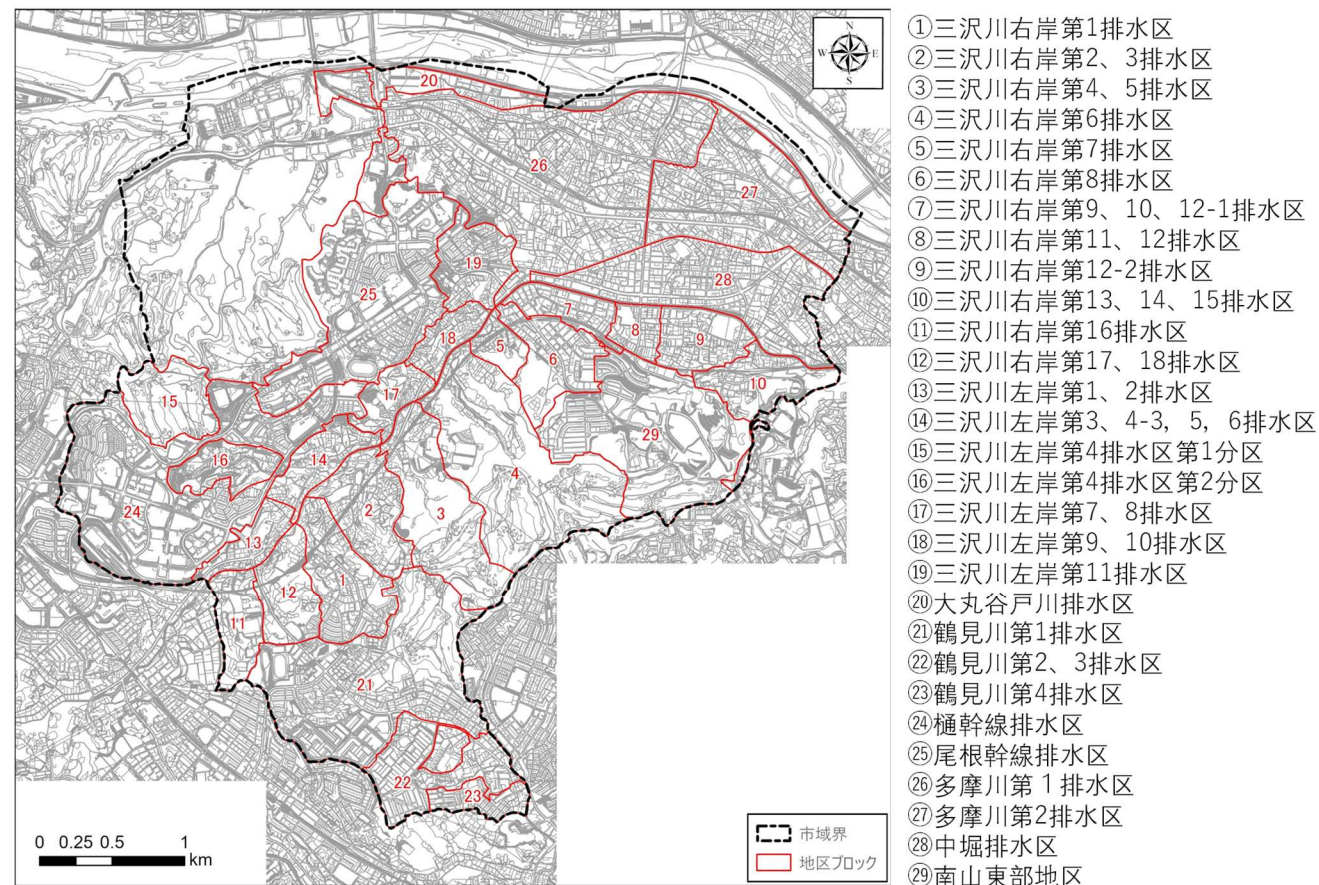 ①三沢川右岸第1排水区
②三沢川右岸第2、3排水区
③三沢川右岸第4、5排水区
④三沢川右岸第6排水区
⑤三沢川右岸第7排水区
⑥三沢川右岸第8排水区
⑦三沢川右岸第9、10、12-1排水区
⑧三沢川右岸第11、12排水区
⑨三沢川右岸第12-2排水区
⑩三沢川右岸第13、14、15排水区
⑪三沢川右岸第16排水区
⑫三沢川右岸第17、18排水区
⑬三沢川左岸第1、2排水区
⑭三沢川左岸第3、4-3，5，6排水区
⑮三沢川左岸第4排水区第1分区
⑯三沢川左岸第4排水区第2分区
⑰三沢川左岸第7、8排水区
⑱三沢川左岸第9、10排水区
⑲三沢川左岸第11排水区
⑳大丸谷戸川排水区
㉑鶴見川第1排水区
㉒鶴見川第2、3排水区
㉓鶴見川第4排水区
㉔樋幹線排水区
㉕尾根幹線排水区
㉖多摩川第１排水区
㉗多摩川第2排水区
㉘中堀排水区
㉙南山東部地区
N
W E
S
20
26
27
19
28
25
7
18
8
5
9
6
10
17
15
29
14
16
4
24
2
3
13
1
12
11
21
22
23
0 0.25 0.5 1
km
市域界
地区ブロック